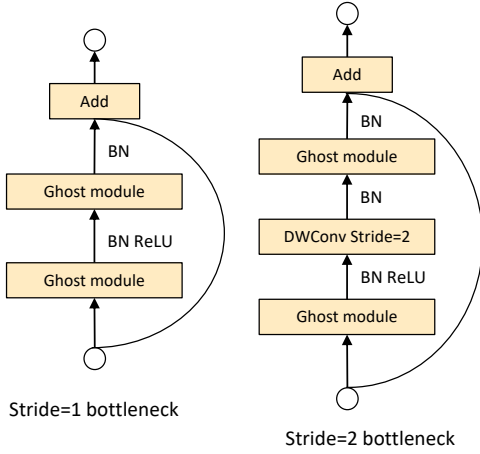 Add
BN
Ghost module
BN ReLU
Ghost module
Stride=1 bottleneck
Add
BN
Ghost module
BN
DWConv Stride=2
BN ReLU
Ghost module
Stride=2 bottleneck